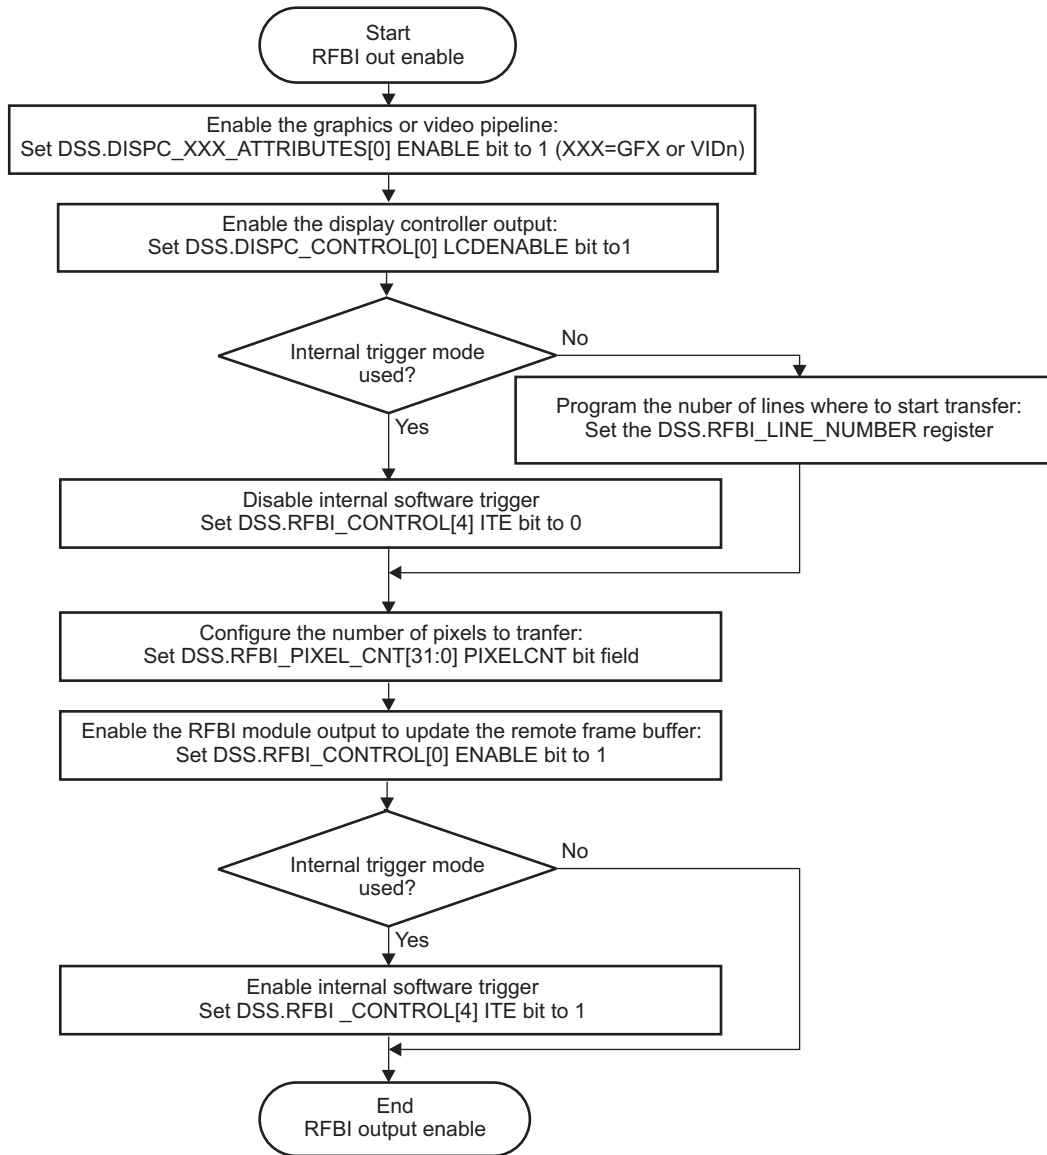 Start
RFBI out enable
Enable the graphics or video pipeline:
Set DSS.DISPC_XXX_ATTRIBUTES[0] ENABLE bit to 1 (XXX=GFX or VIDn)
Enable the display controller output:
Set DSS.DISPC_CONTROL[0] LCDENABLE bit to1
Internal trigger mode
used?
No
Program the nuber of lines where to start transfer:
Set the DSS.RFBI_LINE_NUMBER register
Yes
Disable internal software trigger
Set DSS.RFBI_CONTROL[4] ITE bit to 0
Configure the number of pixels to tranfer:
Set DSS.RFBI_PIXEL_CNT[31:0] PIXELCNT bit field
Enable the RFBI module output to update the remote frame buffer:
Set DSS.RFBI_CONTROL[0] ENABLE bit to 1
Internal trigger mode
used?
No
Yes
Enable internal software trigger
Set DSS.RFBI _CONTROL[4] ITE bit to 1
End
RFBI output enable